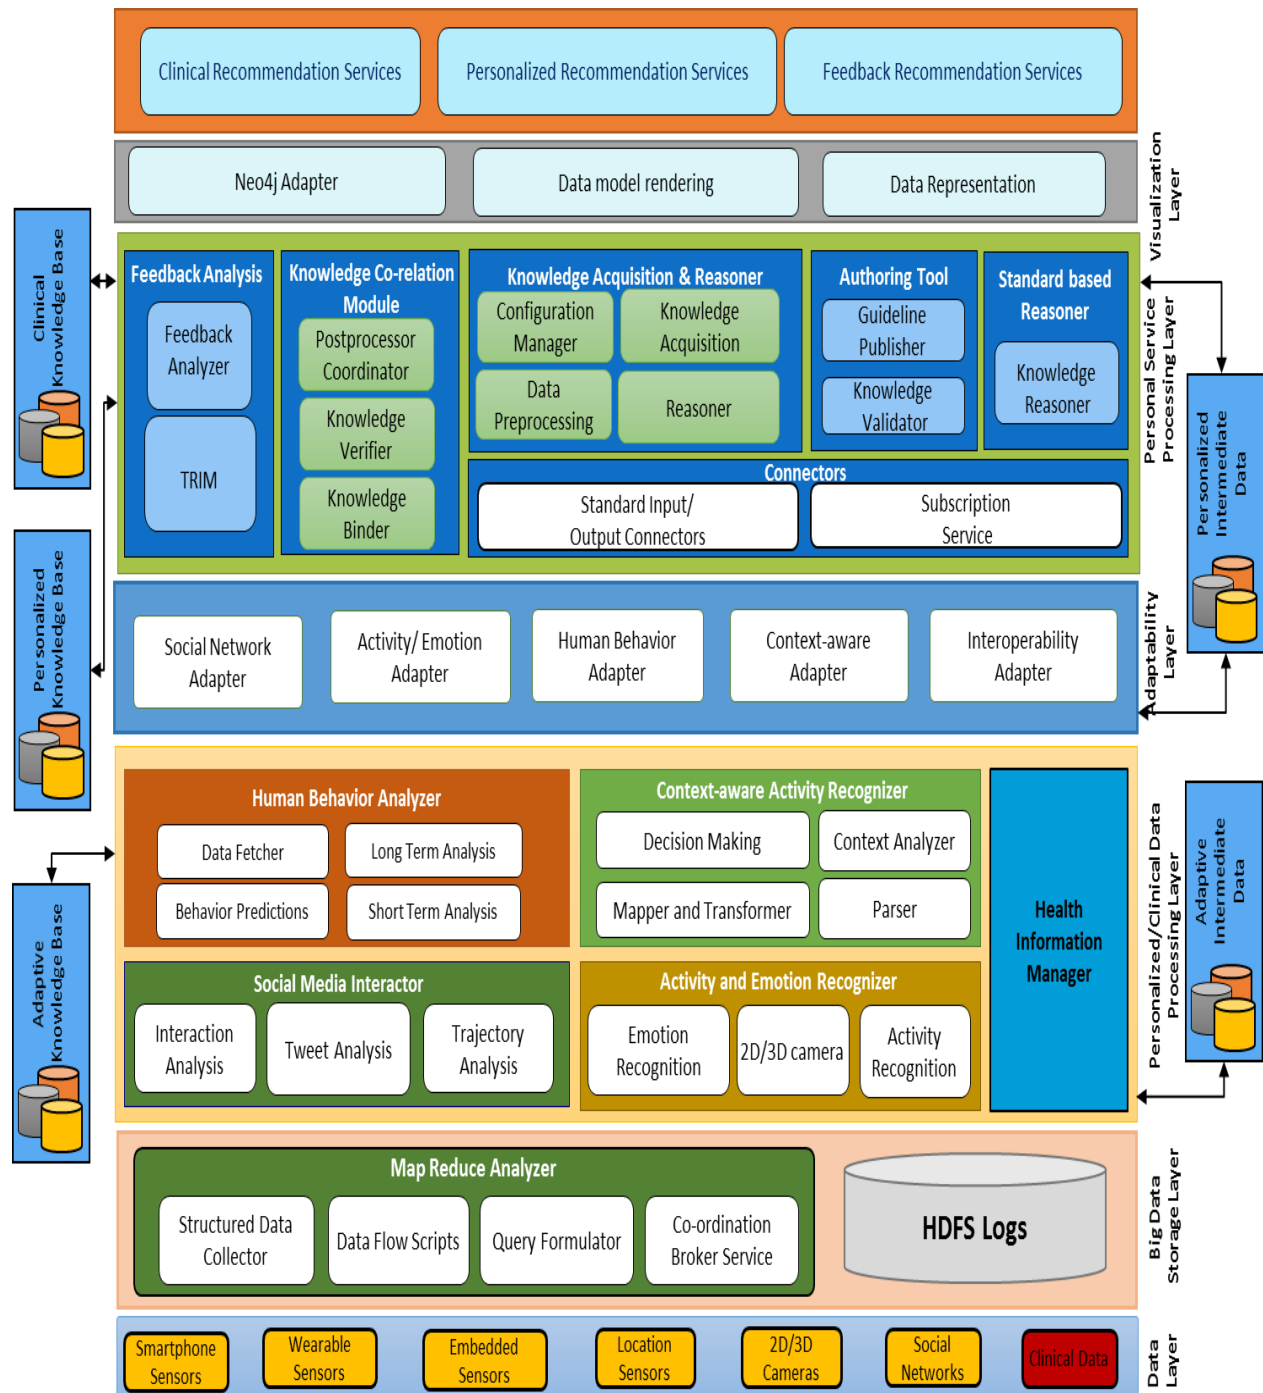 Clinical Recommendation Services
Personalized Recommendation Services
Feedback Recommendation Services
Neo4j Adapter
Data model rendering
Data Representation
Visualization
Layer
Clinical
Knowledge Base
Feedback Analysis
Feedback
Analyzer
TRIM
Knowledge Co-relation
Module
Postprocessor
Coordinator
Knowledge
Verifier
Knowledge
Binder
Knowledge Acquisition & Reasoner
Configuration
Manager
Knowledge
Acquisition
Data
Preprocessing
Reasoner
Authoring Tool
Guideline
Publisher
Knowledge
Validator
Standard based
Reasoner
Knowledge
Reasoner
Connectors
Standard Input/
Output Connectors
Subscription
Service
Personal Service
Processing Layer
Personalized
Intermediate
Data
Personalized
Knowledge Base
Social Network
Adapter
Activity/ Emotion
Adapter
Human Behavior
Adapter
Context-aware
Adapter
Interoperability
Adapter
Adaptability
Layer
Human Behavior Analyzer
Data Fetcher
Long Term Analysis
Behavior Predictions
Short Term Analysis
Context-aware Activity Recognizer
Decision Making
Context Analyzer
Mapper and Transformer
Parser
Health
Information
Manager
Social Media Interactor
Interaction
Analysis
Tweet Analysis
Trajectory
Analysis
Activity and Emotion Recognizer
Emotion
Recognition
2D/3D camera
Activity
Recognition
Personalized/Clinical Data
Processing Layer
Adaptive
Intermediate
Data
Adaptive
Knowledge Base
Map Reduce Analyzer
Structured Data
Collector
Data Flow Scripts
Query Formulator
Co-ordination
Broker Service
HDFS Logs
Big Data
Storage Layer
Smartphone
Sensors
Wearable
Sensors
Embedded
Sensors
Location
Sensors
2D/3D
Cameras
Social
Networks
Clinical Data
Data
Layer